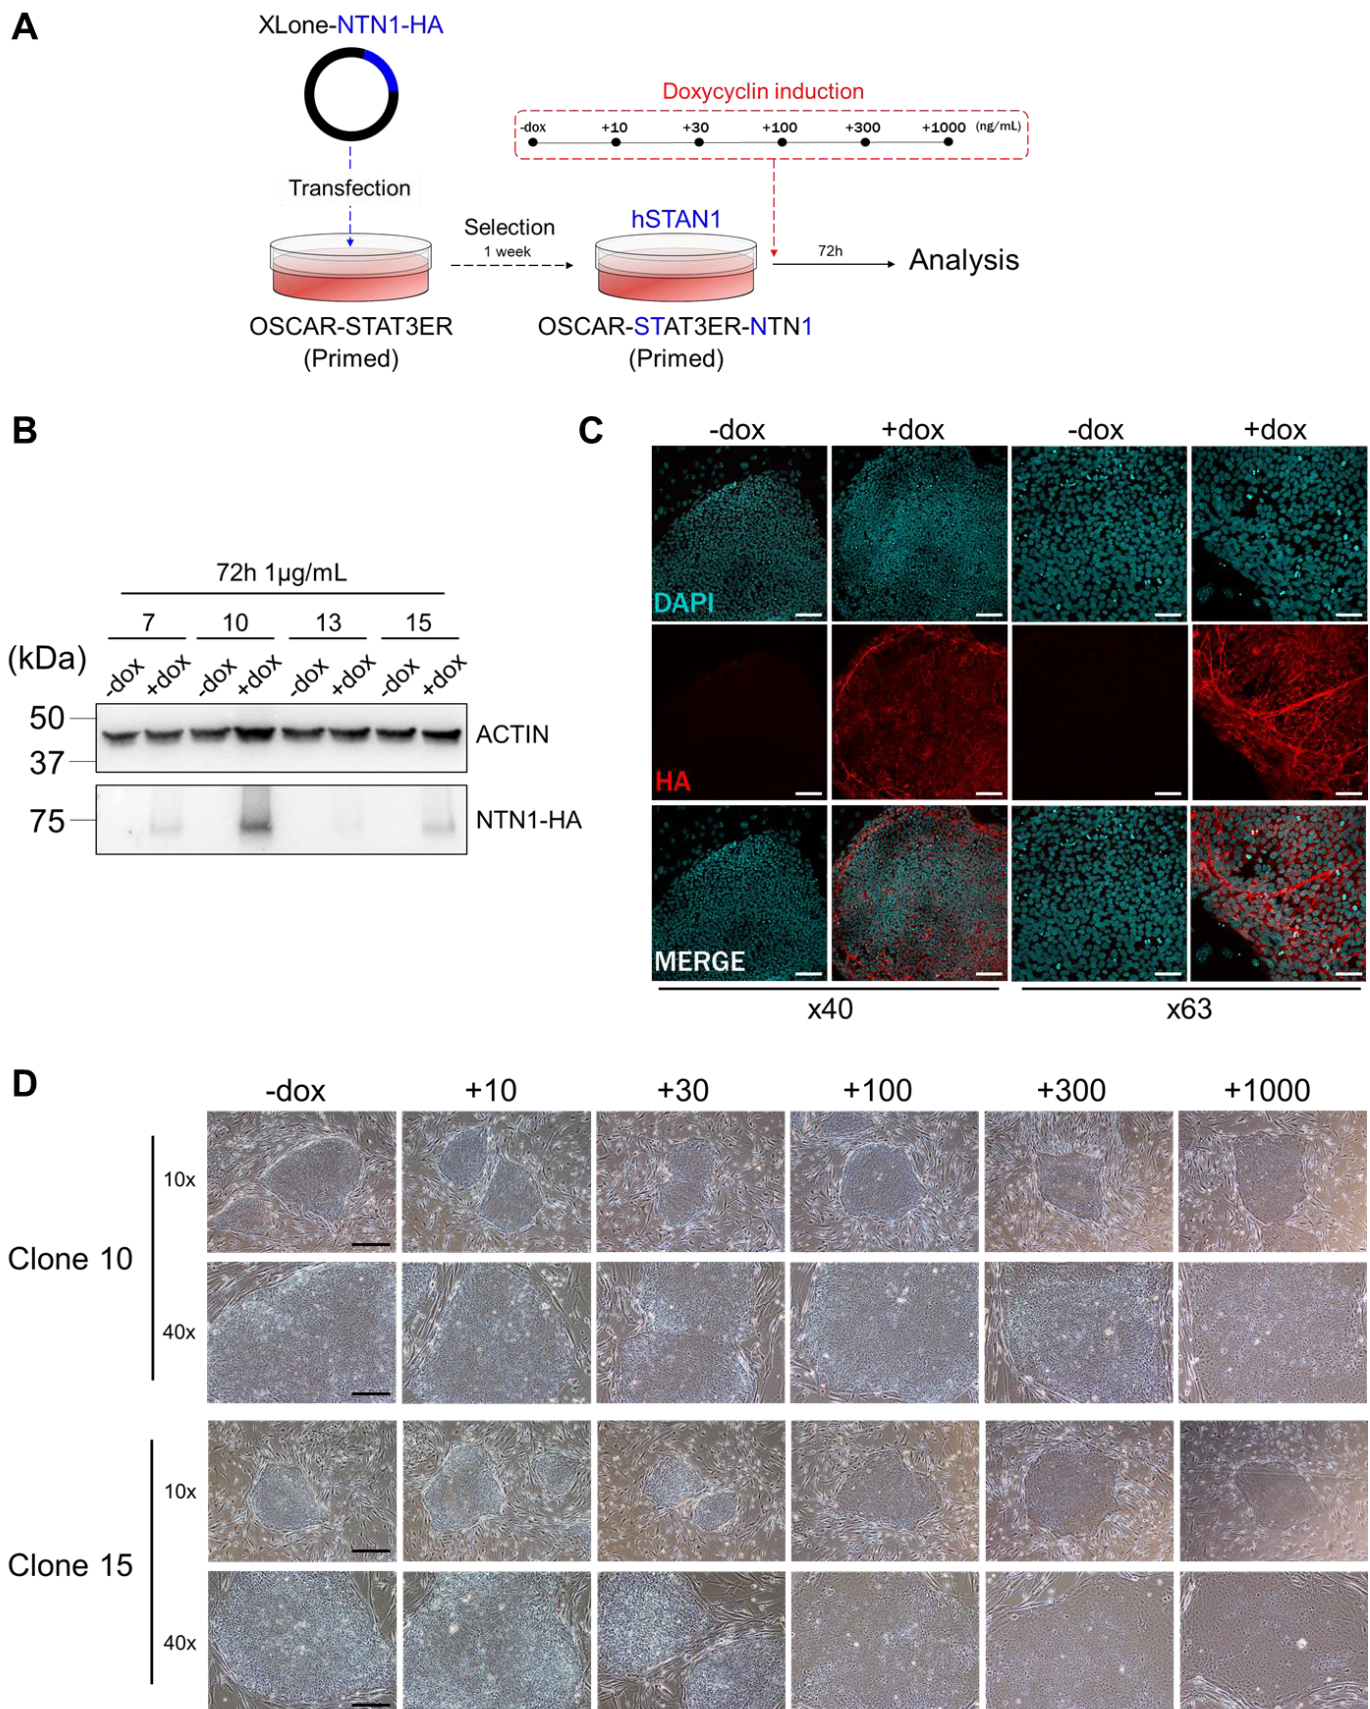 A
XLone-NTN1-HA
Doxycyclin induction
-dox +10 +30 +100 +300 +1000 (ng/mL)
Transfection
Selection
1 week
hSTAN1
72h
Analysis
OSCAR-STAT3ER
(Primed)
OSCAR-STAT3ER-NTN1
(Primed)
B
72h 1µg/mL
7 10 13 15
(kDa)
-dox +dox -dox +dox -dox +dox -dox +dox
50
37
ACTIN
75
NTN1-HA
C
-dox +dox -dox +dox
DAPI
HA
MERGE
x40 x63
D
-dox +10 +30 +100 +300 +1000
Clone 10
10x
40x
Clone 15
10x
40x